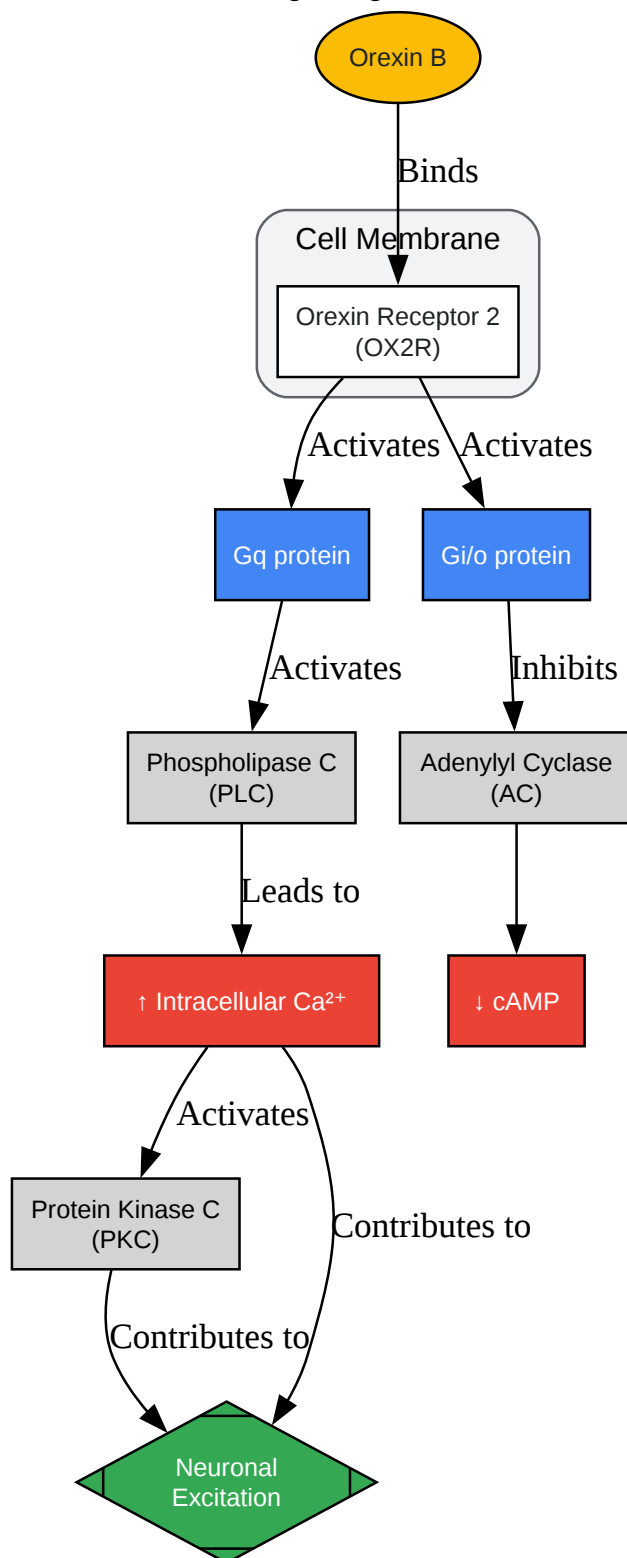 Orexin B
Binds
Cell Membrane
Orexin Receptor 2
(OX2R)
Activates
Activates
Gq protein
Gi/o protein
Activates
Inhibits
Phospholipase C
(PLC)
Adenylyl Cyclase
(AC)
Leads to
↑ Intracellular Ca²⁺
↓ cAMP
Activates
Protein Kinase C
(PKC)
Contributes to
Contributes to
Neuronal
Excitation